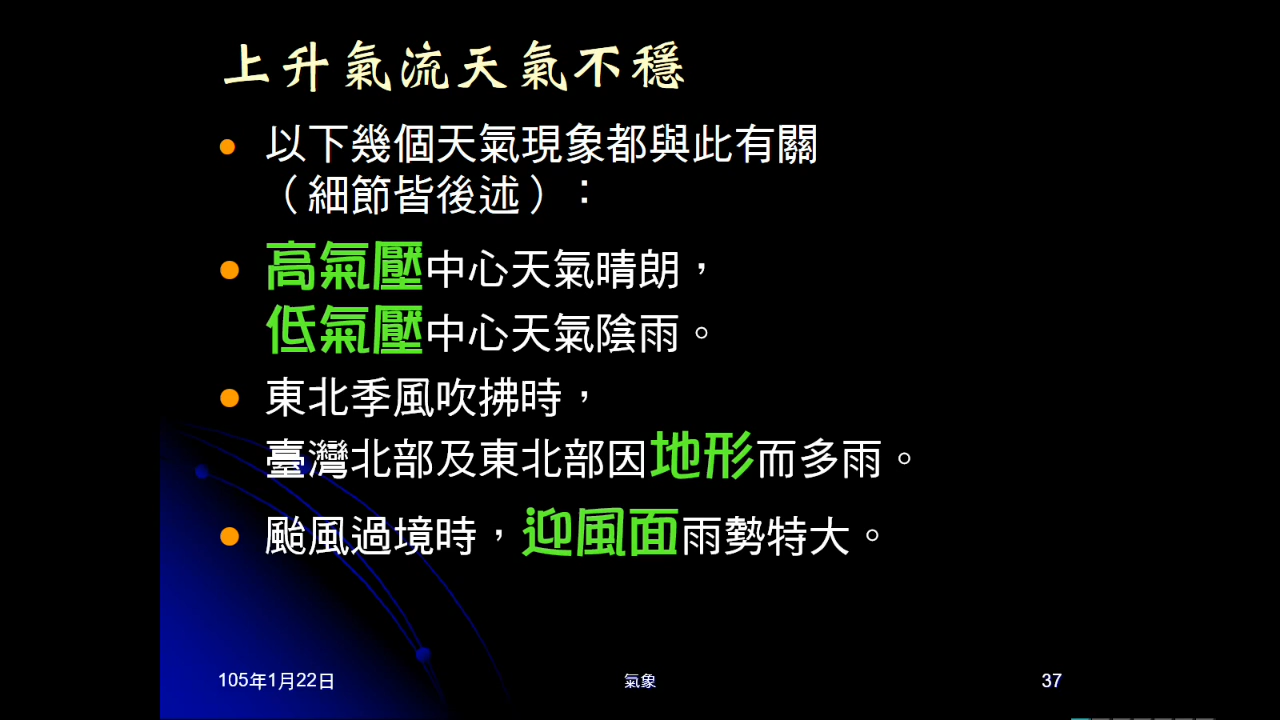 上升氣流天氣不穩
以下幾個天氣現象都與此有關
（細節皆後述）：
高氣壓中心天氣晴朗，
低氣壓中心天氣陰雨。
東北季風吹拂時，
臺灣北部及東北部因地形而多雨。
颱風過境時，迎風面雨勢特大。
105年1月22日
氣象
37